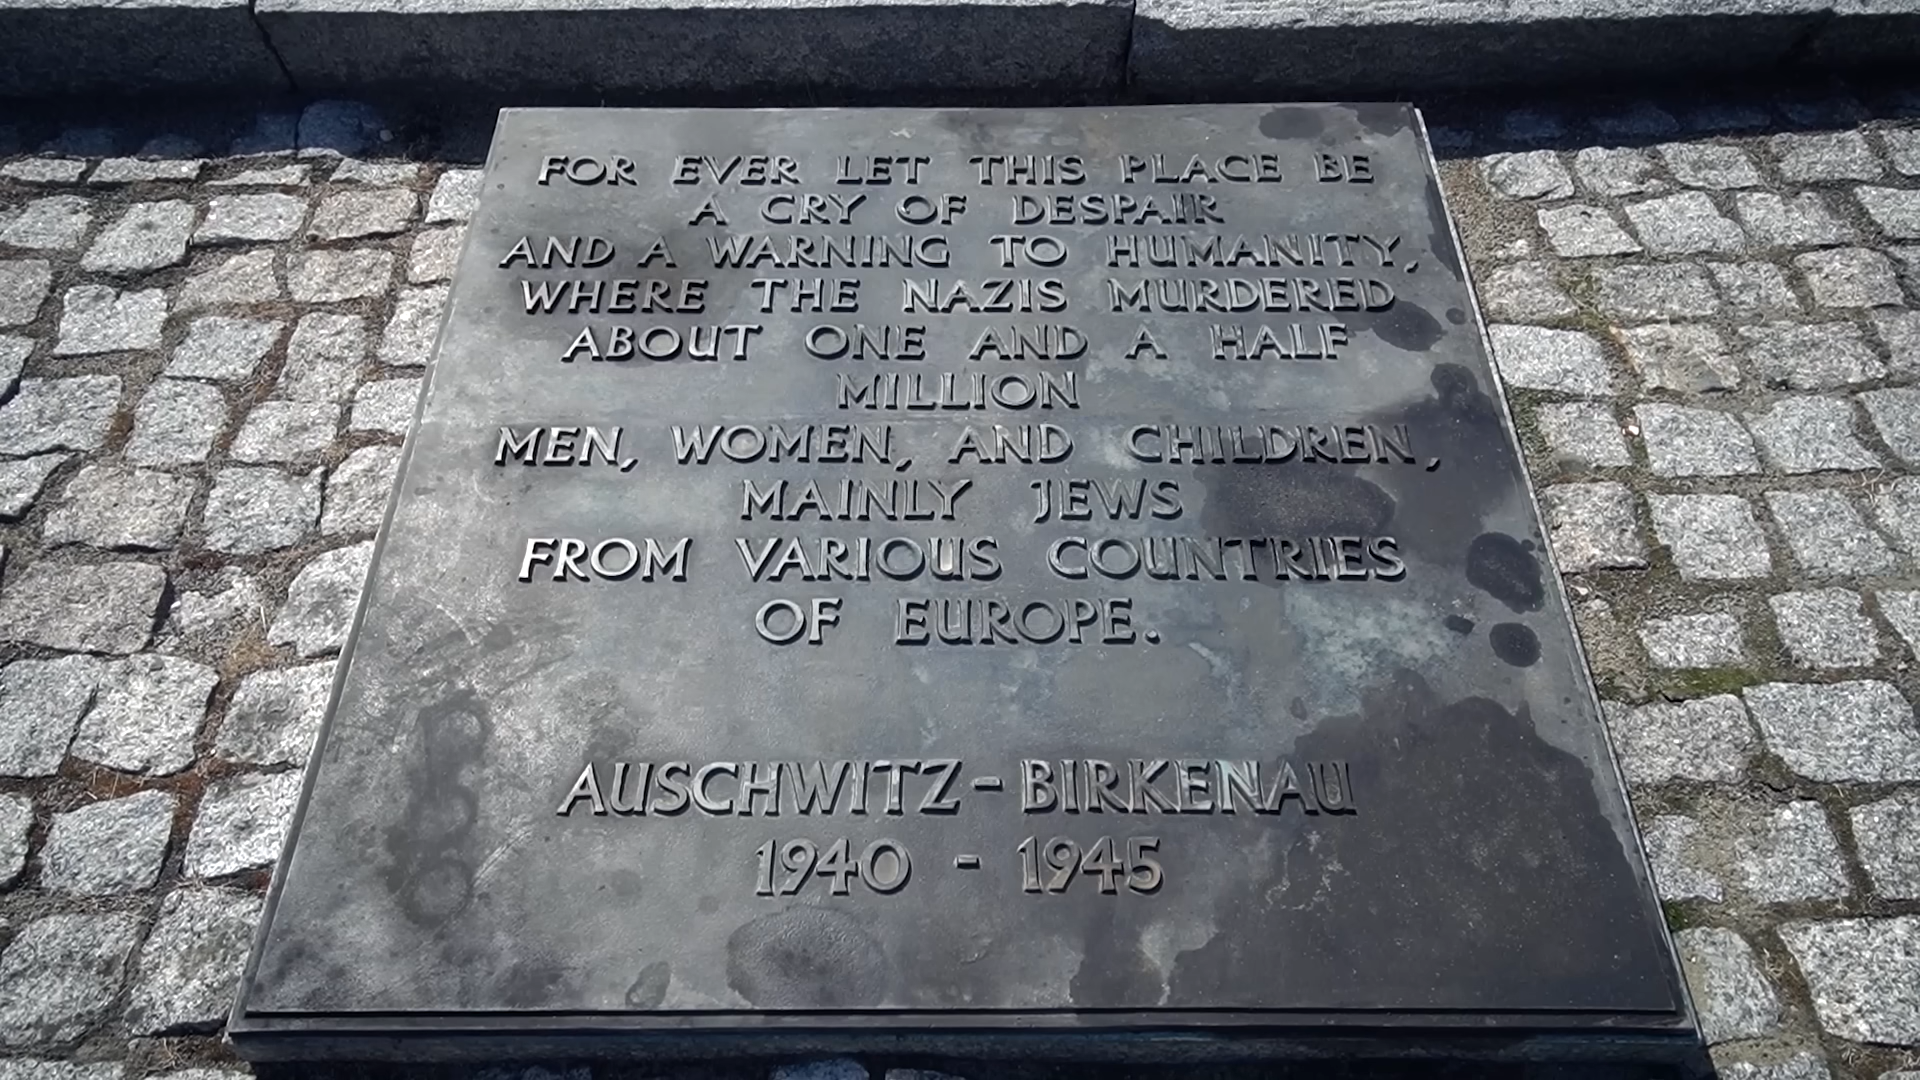 FOR EVER LET THIS PLACE BE
A CRY OF DESPAIR
AND A WARNING TO HUMANITY,
WHERE THE NAZIS MURDERED
ABOUT ONE AND A HALF
MILLION
MEN, WOMEN, AND CHILDREN,
MAINLY JEWS
FROM VARIOUS COUNTRIES
OF EUROPE.
AUSCHWITZ-BIRKENAU
1940 - 1945